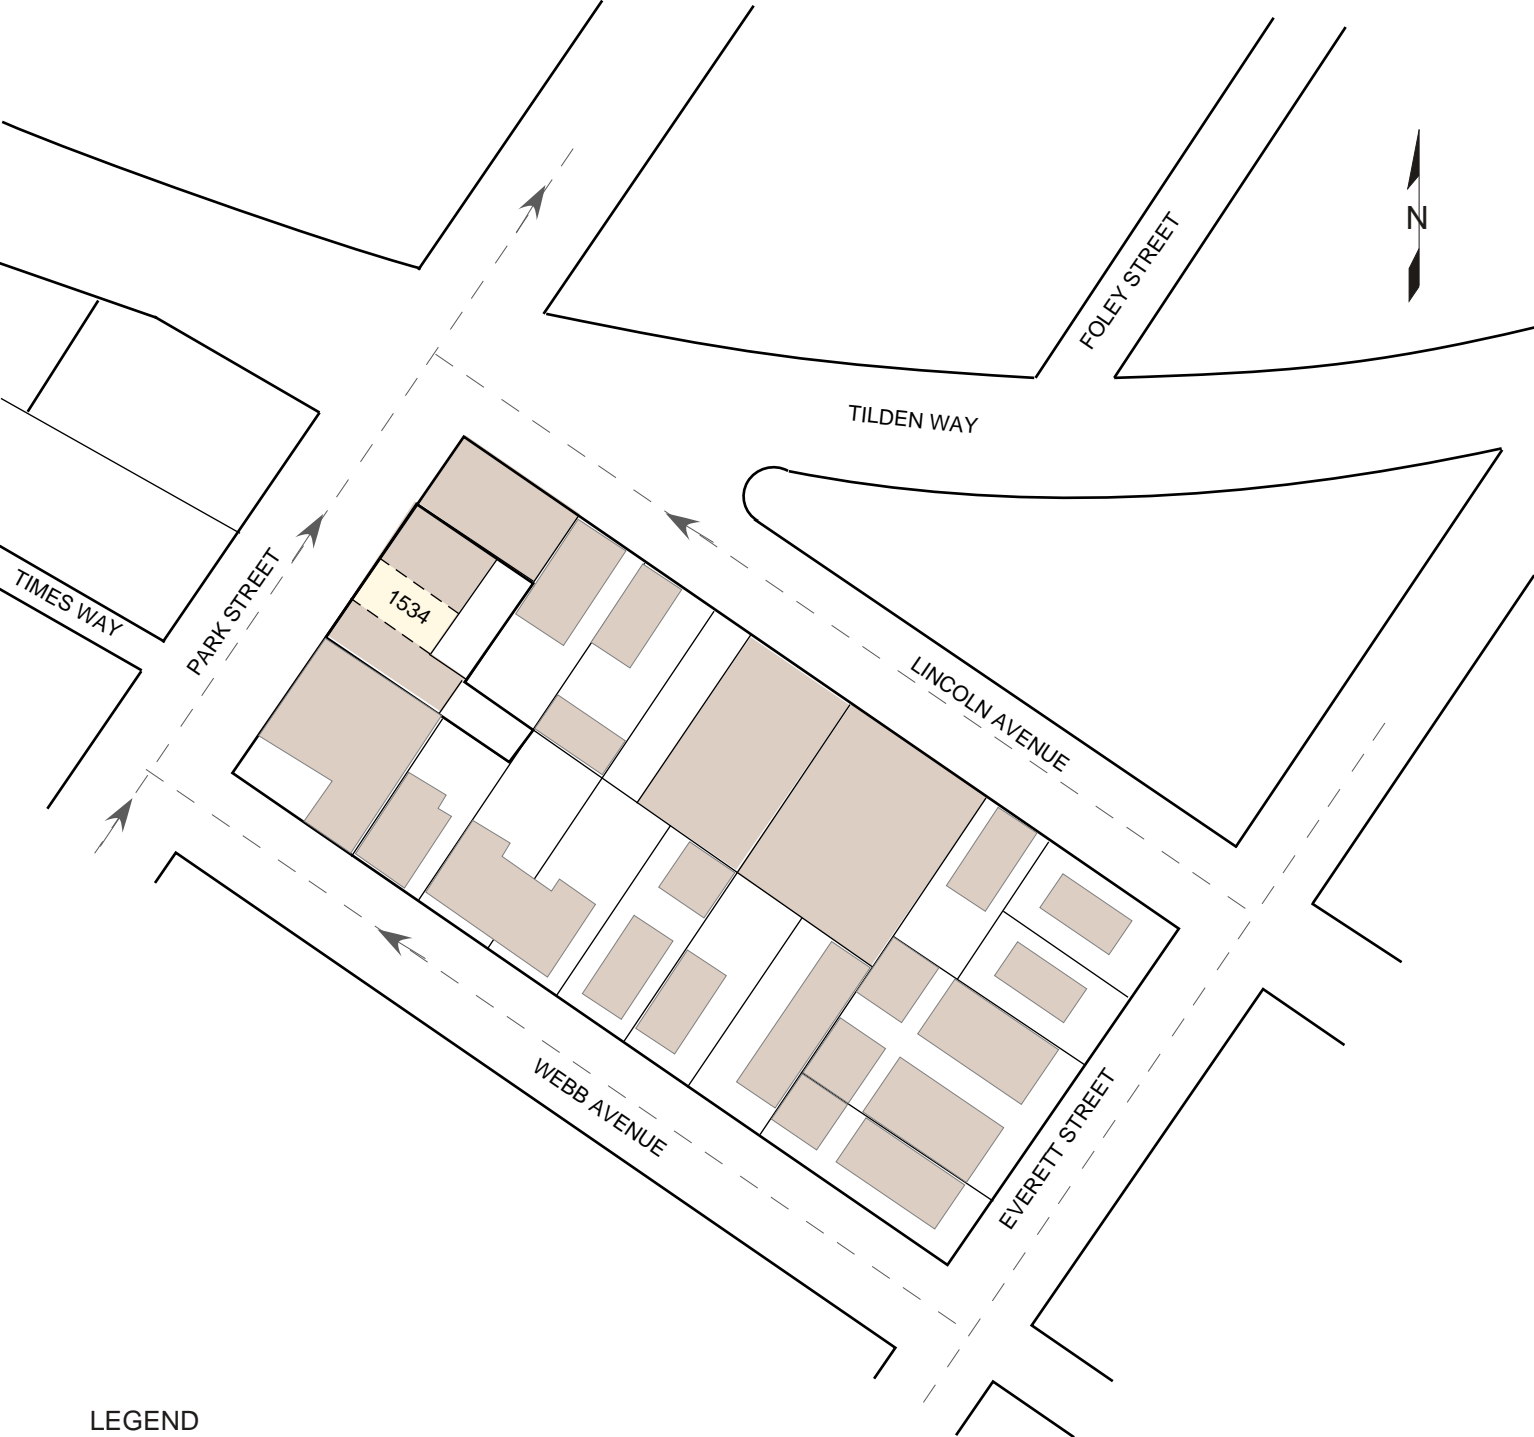 FOLEY STREET
N
TILDEN WAY
TIMES WAY
PARK STREET
1534
LINCOLN AVENUE
WEBB AVENUE
EVERETT STREET
LEGEND